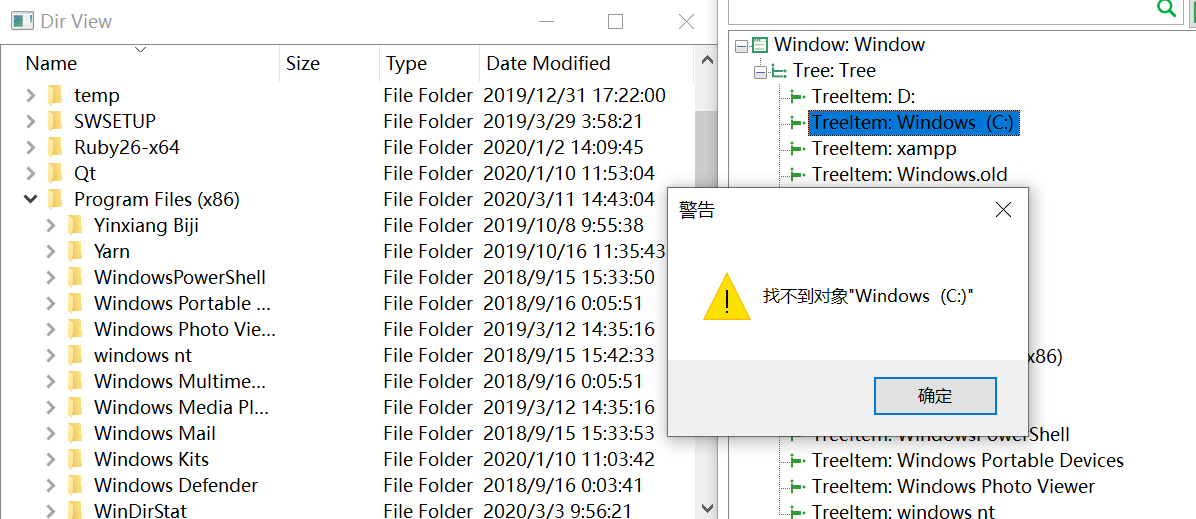 Dir View
Name Size Type Date Modified
temp File Folder 2019/12/31 17:22:00
SWSETUP File Folder 2019/3/29 3:58:21
Ruby26-x64 File Folder 2020/1/2 14:09:45
Qt File Folder 2020/1/10 11:53:04
Program Files (x86) File Folder 2020/3/11 14:43:04
Yinxiang Biji File Folder 2019/10/8 9:55:38
Yarn File Folder 2019/10/16 11:35:43
WindowsPowerShell File Folder 2018/9/15 15:33:50
Windows Portable ... File Folder 2018/9/16 0:05:51
Windows Photo Vie... File Folder 2019/3/12 14:35:16
windows nt File Folder 2018/9/15 15:42:33
Windows Multime... File Folder 2018/9/16 0:05:51
Windows Media Pl... File Folder 2019/3/12 14:35:16
Windows Mail File Folder 2018/9/15 15:33:53
Windows Kits File Folder 2020/1/10 11:03:42
Windows Defender File Folder 2018/9/16 0:03:41
WinDirStat File Folder 2020/3/3 9:56:21
Window: Window
Tree: Tree
TreeItem: D:
TreeItem: Windows  (C:)
TreeItem: xampp
TreeItem: Windows.old
警告
找不到对象"Windows  (C:)"
确定
x86)
TreeItem: WindowsPowerShell
TreeItem: Windows Portable Devices
TreeItem: Windows Photo Viewer
TreeItem: windows nt